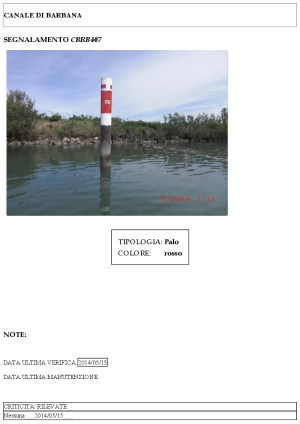 CANALE DI BARBANA
SEGNALAMENTO CBRB407
TIPOLOGIA: Palo
COLORE: rosso
NOTE:
DATA ULTIMA VERIFICA 2014/05/15
DATA ULTIMA MANUTENZIONE
CRITICITA' RILEVATE
Nessuna 2014/05/15